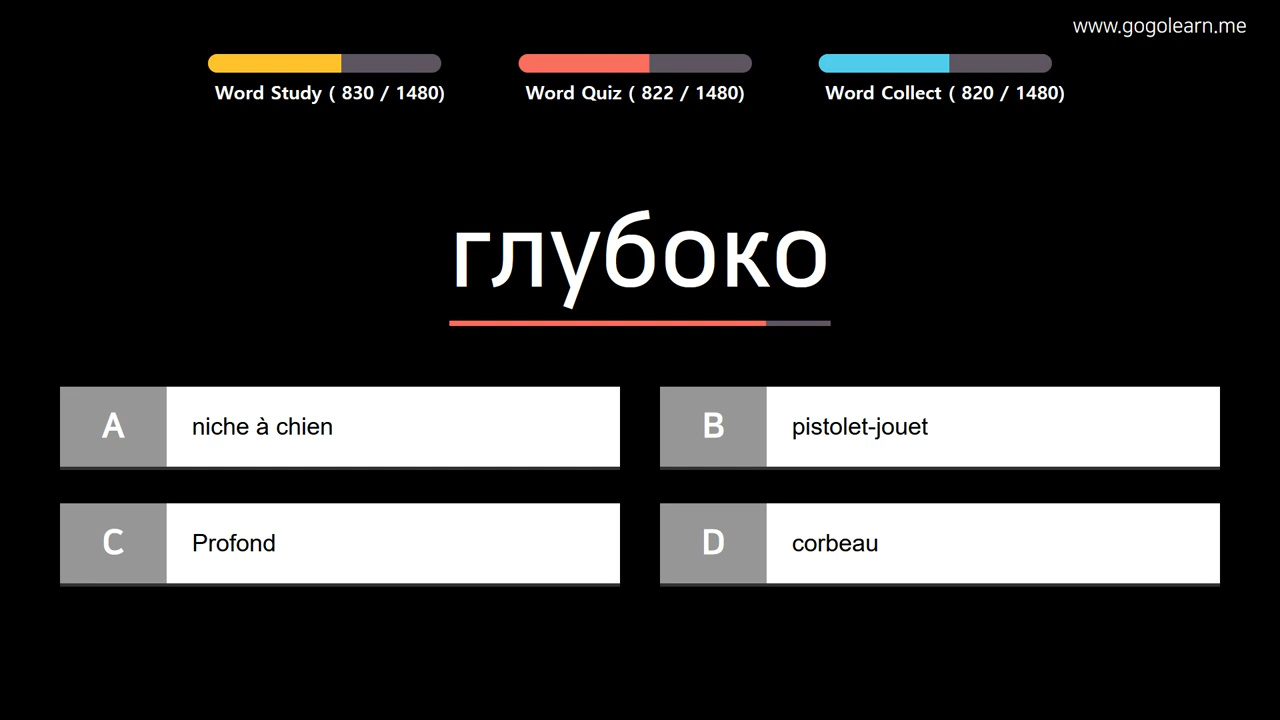 www.gogolearn.me
Word Study ( 830 / 1480)
Word Quiz ( 822 / 1480)
Word Collect ( 820 / 1480)
глубоко
A niche à chien
B pistolet-jouet
C Profond
D corbeau